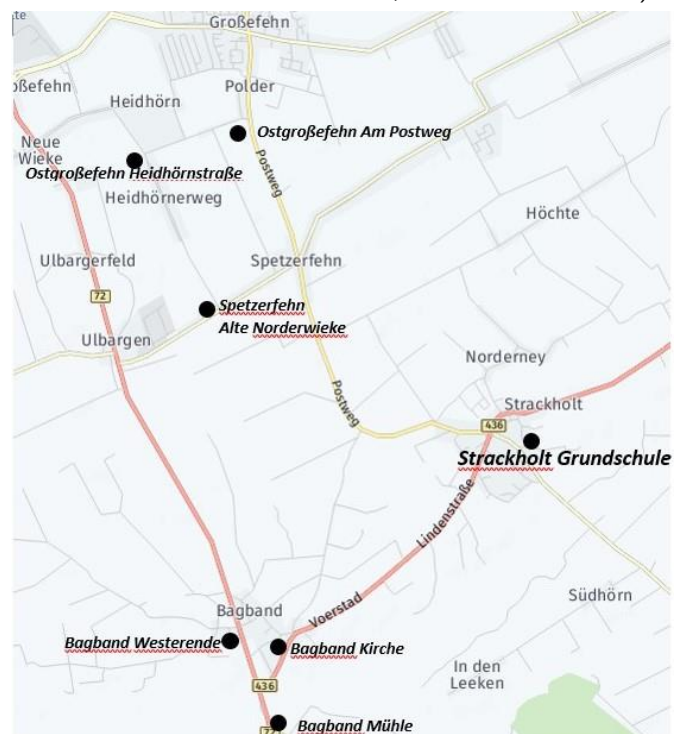 te
Großefehn
oßefehn
Polder
Heidhörn
Ostgroßefehn Am Postweg
Neue
Wieke
Postweg
Ostgroßefehn Heidhörnstraße
Heidhörnerweg
Höchte
Ulbargerfeld
Spetzerfehn
72
Spetzerfehn
Alte Norderwieke
Ulbargen
Norderney
Postweg
Strackholt
436
Strackholt Grundschule
Lindenstraße
Südhörn
Voerstad
Bagband
Bagband Westerende
Bagband Kirche
In den
Leeken
436
Bagband Mühle
72